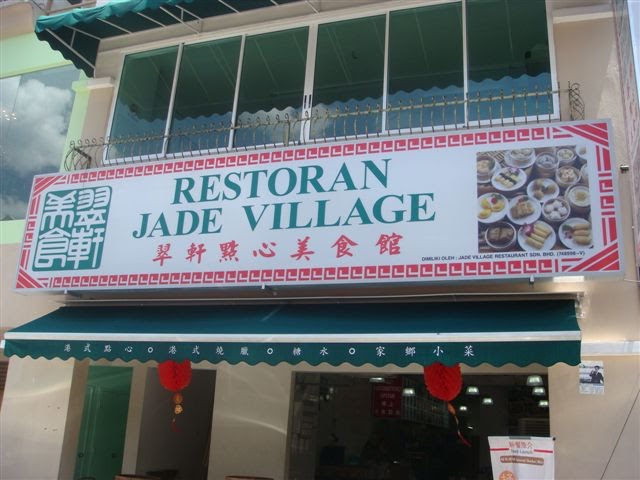 翠軒美食
RESTORAN
JADE VILLAGE
翠軒點心美食館
DIMILIKI OLEH : JADE VILLAGE RESTAURANT SDN. BHD. (748596-V)
港式點心 港式燒臘 糖水 家鄉小菜